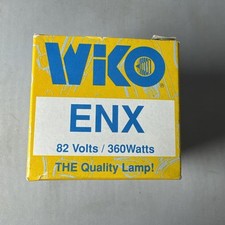 WiKO
ENX
82 Volts / 360Watts
THE Quality Lamp!